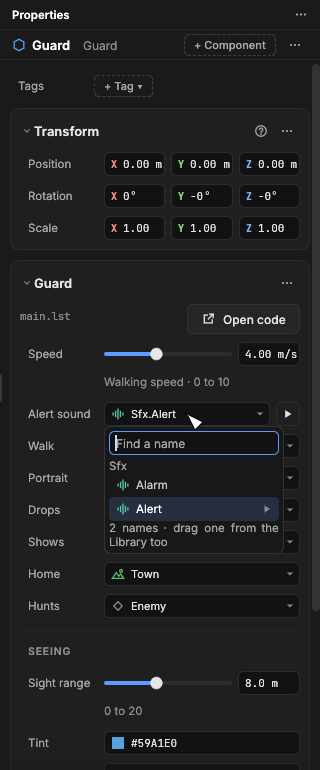 Properties
Guard Guard + Component
Tags + Tag
Transform
Position X 0.00 m Y 0.00 m Z 0.00 m
Rotation X 0° Y -0° Z -0°
Scale X 1.00 Y 1.00 Z 1.00
Guard
main.lst Open code
Speed 4.00 m/s
Walking speed · 0 to 10
Alert sound Sfx.Alert
Walk Find a name
Sfx
Portrait Alarm
Drops Alert
2 names · drag one from the
Shows Library too
Home Town
Hunts Enemy
SEEING
Sight range 8.0 m
0 to 20
Tint #59A1E0